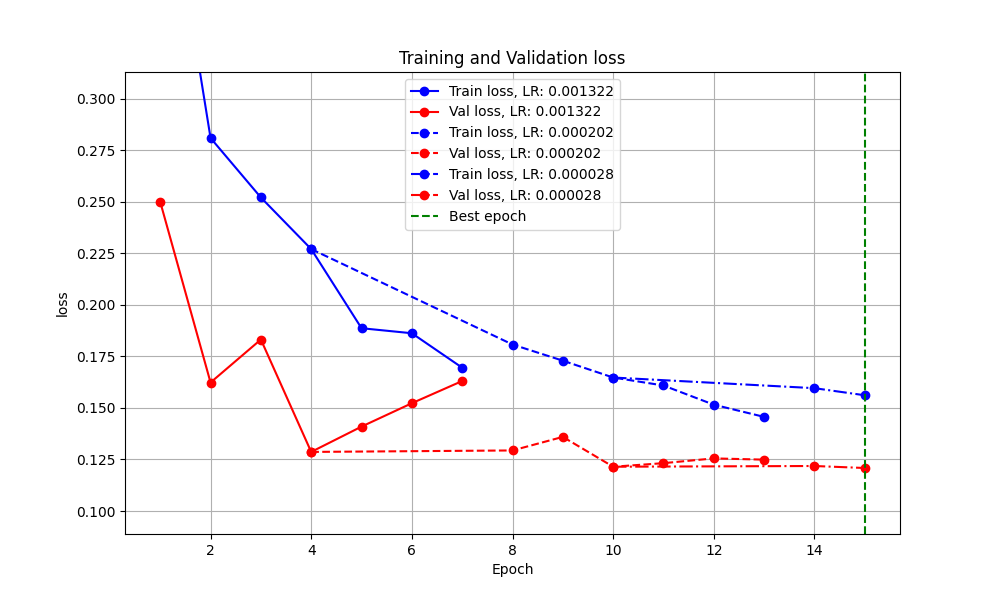 Training and Validation loss
Train loss, LR: 0.001322
Val loss, LR: 0.001322
Train loss, LR: 0.000202
Val loss, LR: 0.000202
Train loss, LR: 0.000028
Val loss, LR: 0.000028
Best epoch
0.300
0.275
0.250
0.225
0.200
0.175
0.150
0.125
0.100
loss
2 4 6 8 10 12 14
Epoch